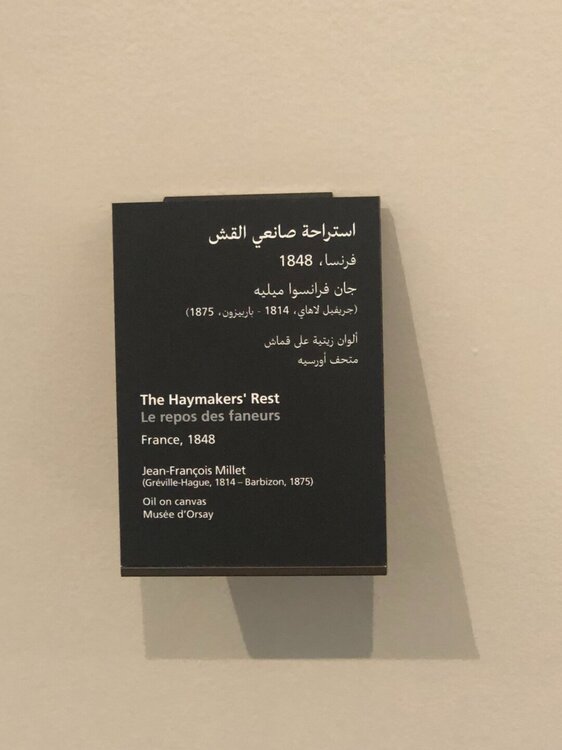 استراحة صانعي القش
فرنسا، 1848
جان فرانسوا ميليه
(جريفيل لاهاي، 1814 - باربيزون، 1875)
ألوان زيتية على قماش
متحف أورسيه
The Haymakers' Rest
Le repos des faneurs
France, 1848
Jean-François Millet
(Gréville-Hague, 1814 – Barbizon, 1875)
Oil on canvas
Musée d'Orsay